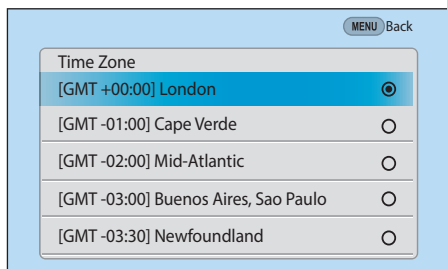 MENU Back
Time Zone
[GMT +00:00] London
[GMT -01:00] Cape Verde
[GMT -02:00] Mid-Atlantic
[GMT -03:00] Buenos Aires, Sao Paulo
[GMT -03:30] Newfoundland